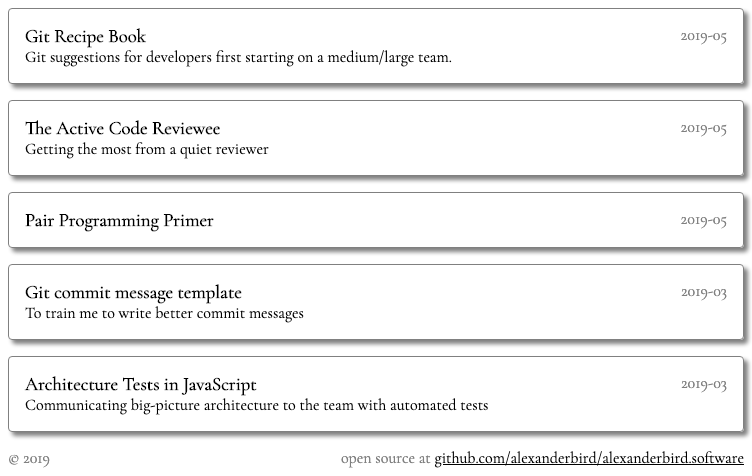 Git Recipe Book 2019-05
Git suggestions for developers first starting on a medium/large team.
The Active Code Reviewee 2019-05
Getting the most from a quiet reviewer
Pair Programming Primer 2019-05
Git commit message template 2019-03
To train me to write better commit messages
Architecture Tests in JavaScript 2019-03
Communicating big-picture architecture to the team with automated tests
© 2019 open source at github.com/alexanderbird/alexanderbird.software